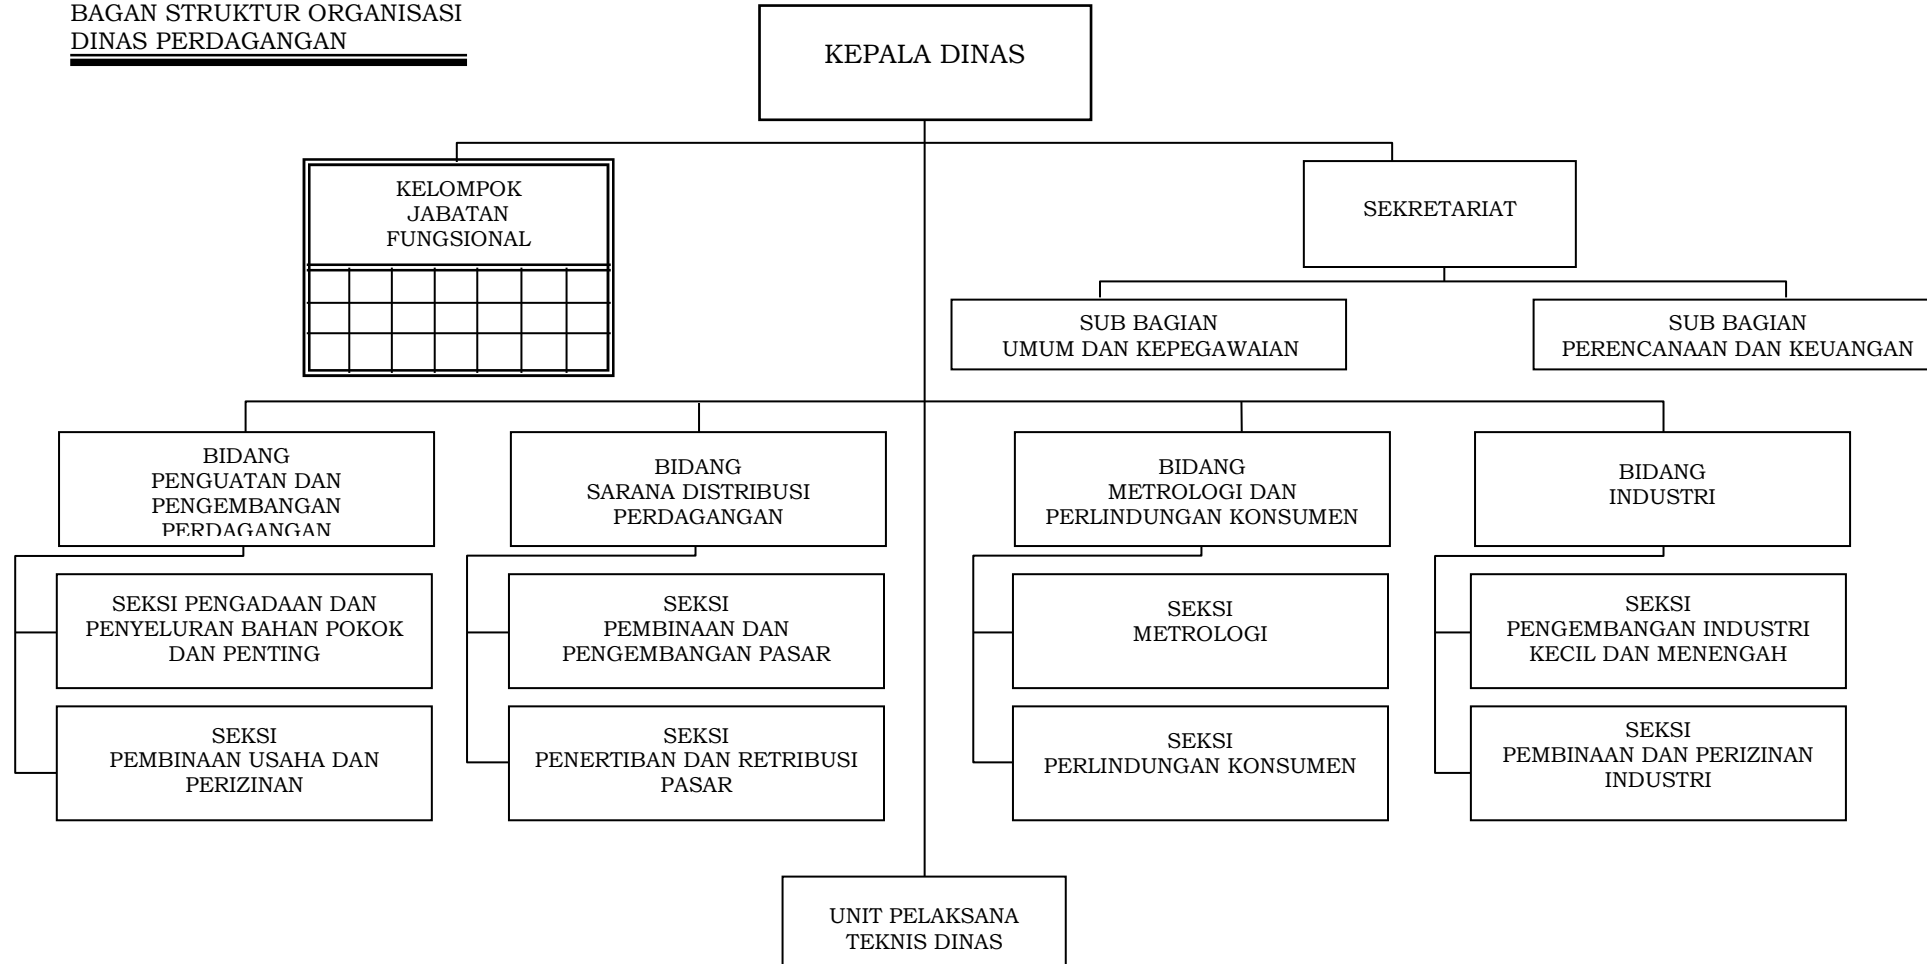 BAGAN STRUKTUR ORGANISASI
DINAS PERDAGANGAN
KEPALA DINAS
KELOMPOK
JABATAN
FUNGSIONAL
SEKRETARIAT
SUB BAGIAN
UMUM DAN KEPEGAWAIAN
SUB BAGIAN
PERENCANAAN DAN KEUANGAN
BIDANG
PENGUATAN DAN
PENGEMBANGAN
PERDAGANGAN
BIDANG
SARANA DISTRIBUSI
PERDAGANGAN
BIDANG
METROLOGI DAN
PERLINDUNGAN KONSUMEN
BIDANG
INDUSTRI
SEKSI PENGADAAN DAN
PENYELURAN BAHAN POKOK
DAN PENTING
SEKSI
PEMBINAAN DAN
PENGEMBANGAN PASAR
SEKSI
METROLOGI
SEKSI
PENGEMBANGAN INDUSTRI
KECIL DAN MENENGAH
SEKSI
PEMBINAAN USAHA DAN
PERIZINAN
SEKSI
PENERTIBAN DAN RETRIBUSI
PASAR
SEKSI
PERLINDUNGAN KONSUMEN
SEKSI
PEMBINAAN DAN PERIZINAN
INDUSTRI
UNIT PELAKSANA
TEKNIS DINAS